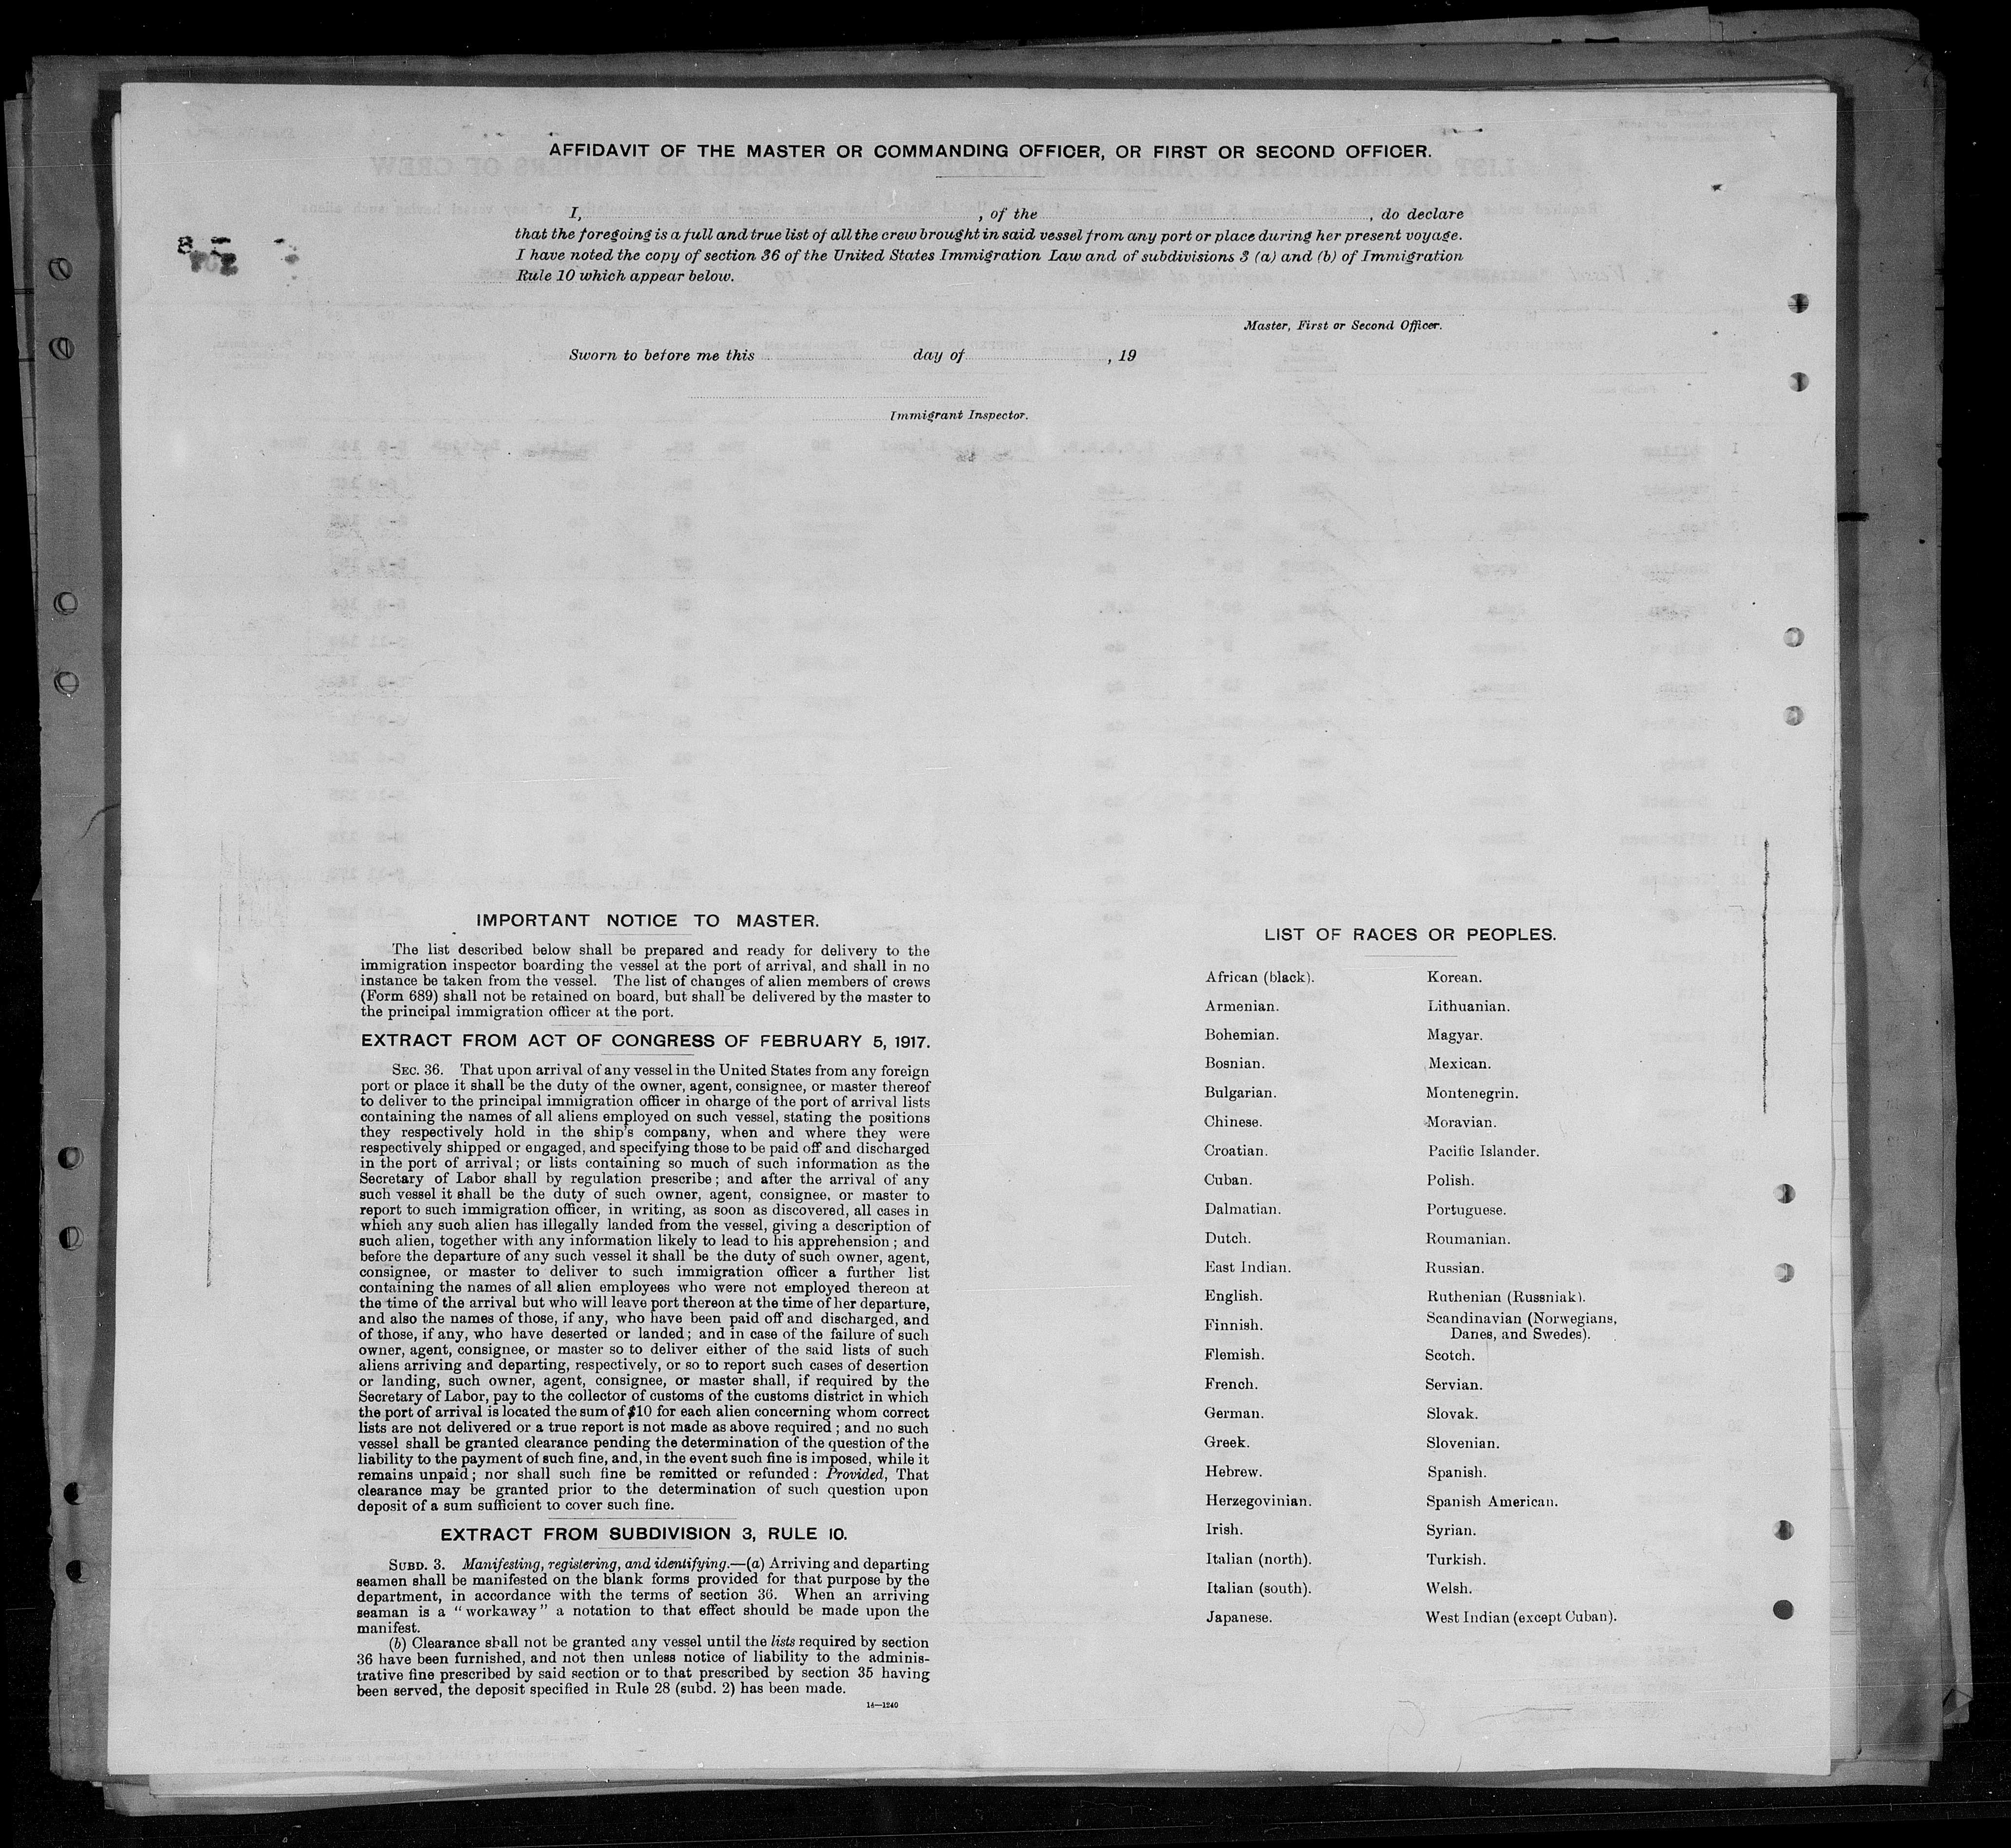 AFFIDAVIT OF THE MASTER OR COMMANDING OFFICER, OR FIRST OR SECOND OFFICER.
I, , of the , do declare
that the foregoing is a full and true list of all the crew brought in said vessel from any port or place during her present voyage.
I have noted the copy of section 36 of the United States Immigration Law and of subdivisions 3 (a) and (b) of Immigration
Rule 10 which appear below.
Master, First or Second Officer.
Sworn to before me this day of , 19
Immigrant Inspector.
IMPORTANT NOTICE TO MASTER.
The list described below shall be prepared and ready for delivery to the
immigration inspector boarding the vessel at the port of arrival, and shall in no
instance be taken from the vessel. The list of changes of alien members of crews
(Form 689) shall not be retained on board, but shall be delivered by the master to
the principal immigration officer at the port.
EXTRACT FROM ACT OF CONGRESS OF FEBRUARY 5, 1917.
SEC. 36. That upon arrival of any vessel in the United States from any foreign
port or place it shall be the duty of the owner, agent, consignee, or master thereof
to deliver to the principal immigration officer in charge of the port of arrival lists
containing the names of all aliens employed on such vessel, stating the positions
they respectively hold in the ship's company, when and where they were
respectively shipped or engaged, and specifying those to be paid off and discharged
in the port of arrival; or lists containing so much of such information as the
Secretary of Labor shall by regulation prescribe; and after the arrival of any
such vessel it shall be the duty of such owner, agent, consignee, or master to
report to such immigration officer, in writing, as soon as discovered, all cases in
which any such alien has illegally landed from the vessel, giving a description of
such alien, together with any information likely to lead to his apprehension; and
before the departure of any such vessel it shall be the duty of such owner, agent,
consignee, or master to deliver to such immigration officer a further list
containing the names of all alien employees who were not employed thereon at
the time of the arrival but who will leave port thereon at the time of her departure,
and also the names of those, if any, who have been paid off and discharged, and
of those, if any, who have deserted or landed; and in case of the failure of such
owner, agent, consignee, or master so to deliver either of the said lists of such
aliens arriving and departing, respectively, or so to report such cases of desertion
or landing, such owner, agent, consignee, or master shall, if required by the
Secretary of Labor, pay to the collector of customs of the customs district in which
the port of arrival is located the sum of $10 for each alien concerning whom correct
lists are not delivered or a true report is not made as above required; and no such
vessel shall be granted clearance pending the determination of the question of the
liability to the payment of such fine, and, in the event such fine is imposed, while it
remains unpaid; nor shall such fine be remitted or refunded: Provided, That
clearance may be granted prior to the determination of such question upon
deposit of a sum sufficient to cover such fine.
EXTRACT FROM SUBDIVISION 3, RULE 10.
SUBD. 3. Manifesting, registering, and identifying.—(a) Arriving and departing
seamen shall be manifested on the blank forms provided for that purpose by the
department, in accordance with the terms of section 36. When an arriving
seaman is a "workaway" a notation to that effect should be made upon the
manifest.
(b) Clearance shall not be granted any vessel until the lists required by section
36 have been furnished, and not then unless notice of liability to the adminis-
trative fine prescribed by said section or to that prescribed by section 35 having
been served, the deposit specified in Rule 28 (subd. 2) has been made.
14—1240
LIST OF RACES OR PEOPLES.
African (black).
Armenian.
Bohemian.
Bosnian.
Bulgarian.
Chinese.
Croatian.
Cuban.
Dalmatian.
Dutch.
East Indian.
English.
Finnish.
Flemish.
French.
German.
Greek.
Hebrew.
Herzegovinian.
Irish.
Italian (north).
Italian (south).
Japanese.
Korean.
Lithuanian.
Magyar.
Mexican.
Montenegrin.
Moravian.
Pacific Islander.
Polish.
Portuguese.
Roumanian.
Russian.
Ruthenian (Russniak).
Scandinavian (Norwegians,
Danes, and Swedes).
Scotch.
Servian.
Slovak.
Slovenian.
Spanish.
Spanish American.
Syrian.
Turkish.
Welsh.
West Indian (except Cuban).